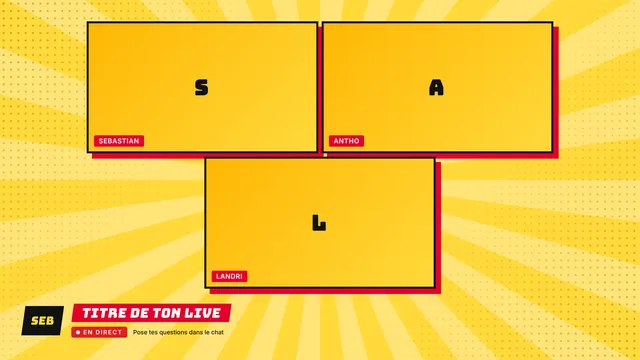 S
A
SEBASTIAN
ANTHO
L
LANDRI
SEB
TITRE DE TON LIVE
EN DIRECT
Pose tes questions dans le chat